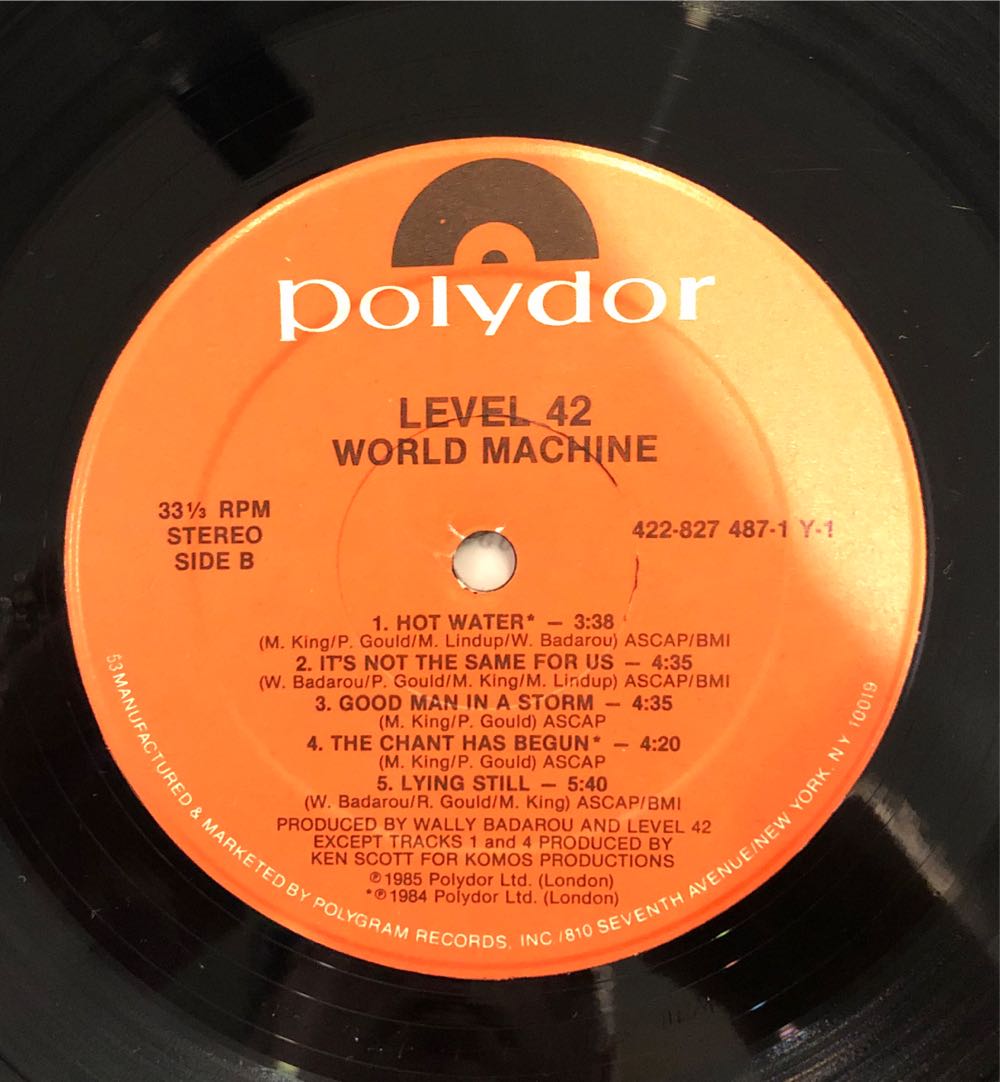 polydor
LEVEL 42
WORLD MACHINE
33⅓ RPM
STEREO
SIDE B
422-827 487-1 Y-1
1. HOT WATER* — 3:38
(M. King/P. Gould/M. Lindup/W. Badarou) ASCAP/BMI
2. IT'S NOT THE SAME FOR US — 4:35
(W. Badarou/P. Gould/M. King/M. Lindup) ASCAP/BMI
3. GOOD MAN IN A STORM — 4:35
(M. King/P. Gould) ASCAP
4. THE CHANT HAS BEGUN* — 4:20
(M. King/P. Gould) ASCAP
5. LYING STILL — 5:40
(W. Badarou/R. Gould/M. King) ASCAP/BMI
PRODUCED BY WALLY BADAROU AND LEVEL 42
EXCEPT TRACKS 1 and 4 PRODUCED BY
KEN SCOTT FOR KOMOS PRODUCTIONS
℗1985 Polydor Ltd. (London)
*℗1984 Polydor Ltd. (London)
53 MANUFACTURED & MARKETED BY POLYGRAM RECORDS, INC /810 SEVENTH AVENUE/NEW YORK. NY 10019